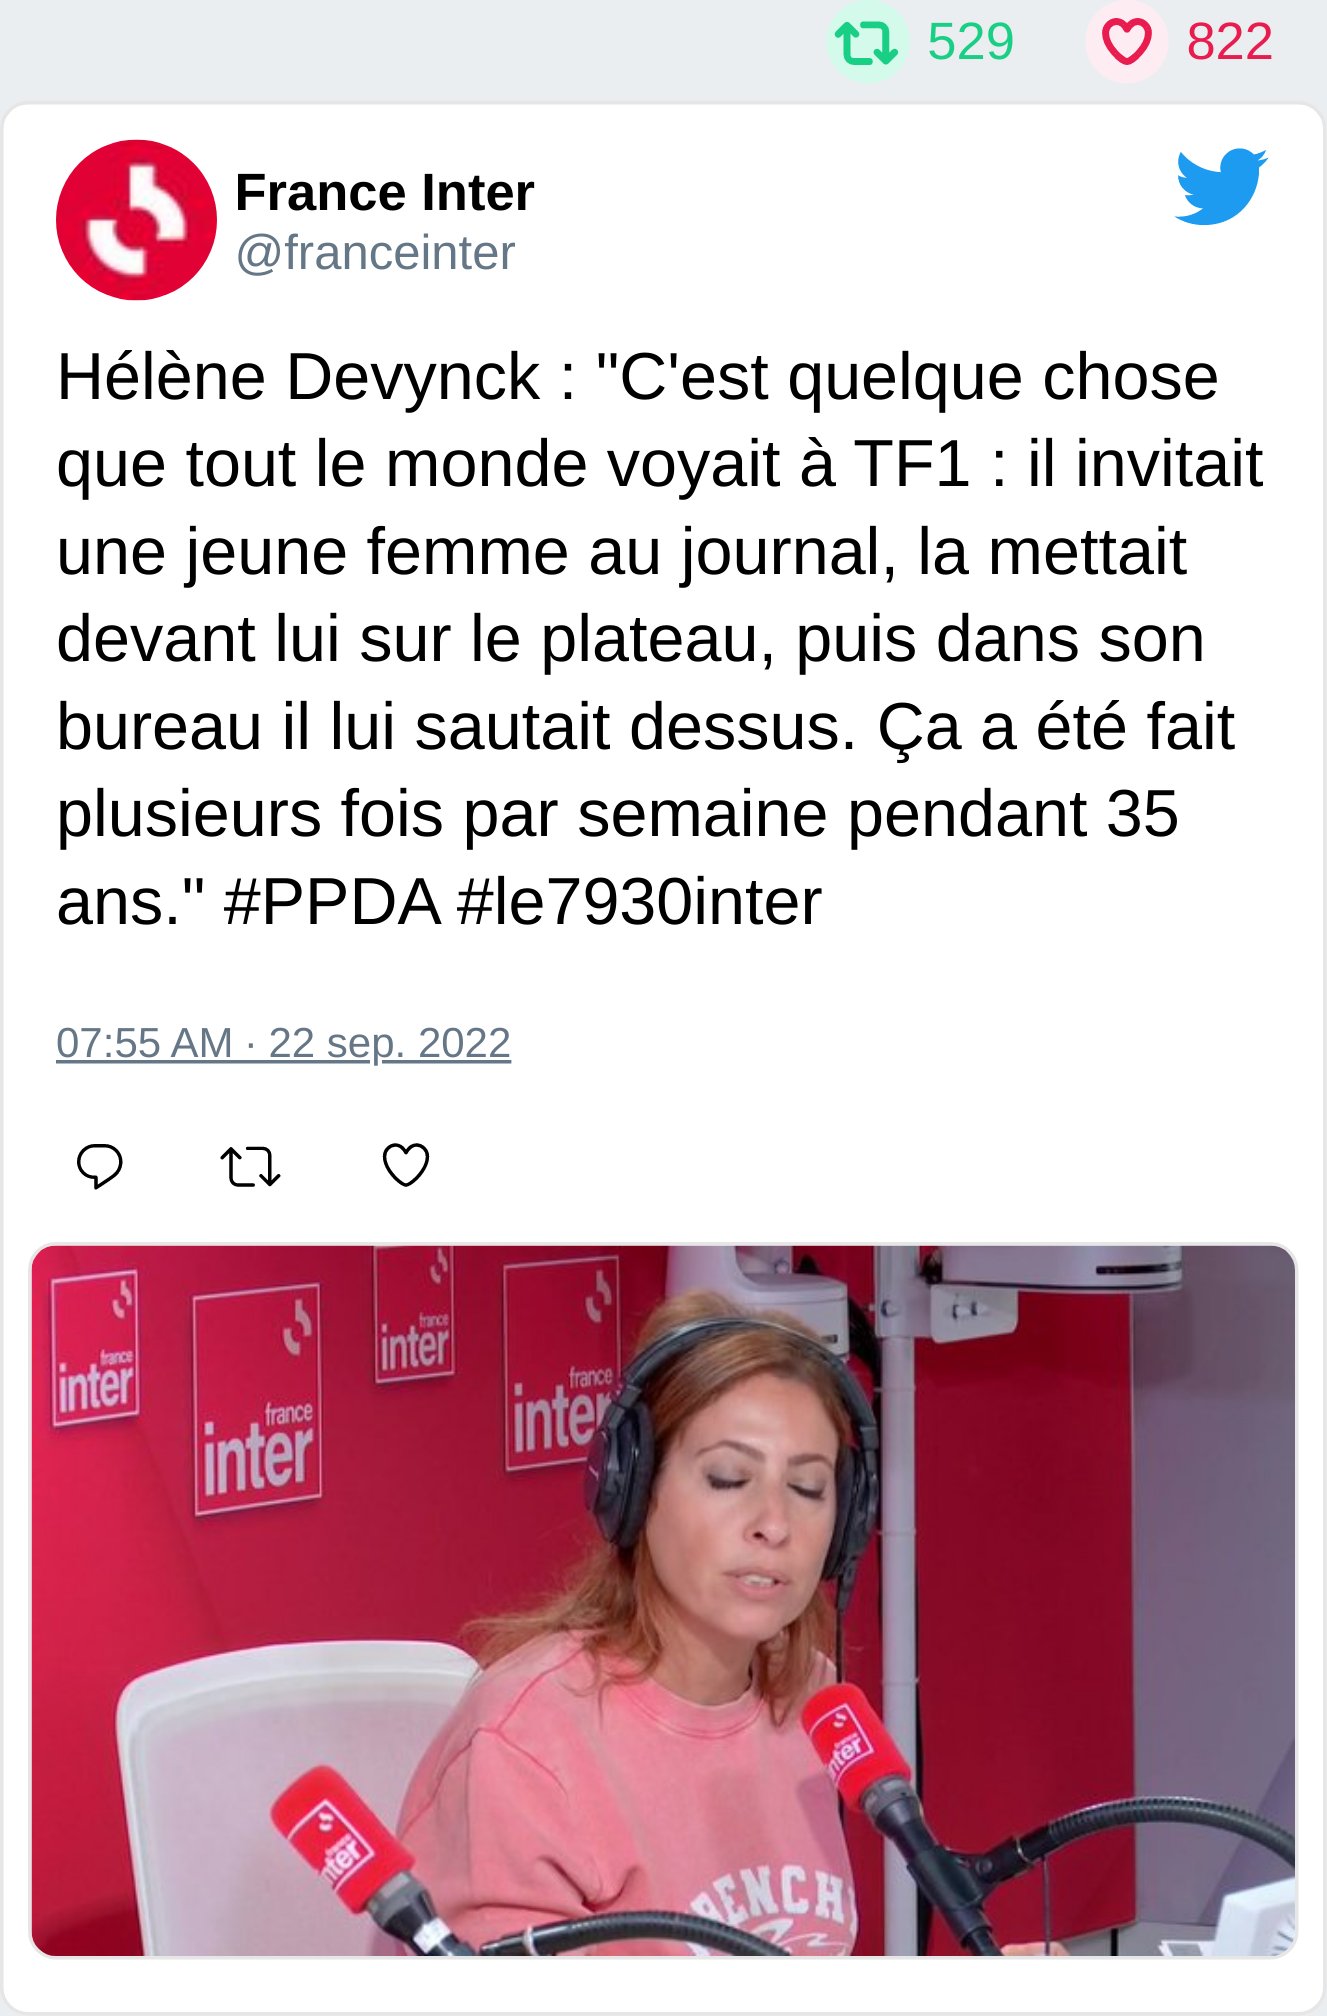 529 822
France Inter
@franceinter
Hélène Devynck : "C'est quelque chose
que tout le monde voyait à TF1 : il invitait
une jeune femme au journal, la mettait
devant lui sur le plateau, puis dans son
bureau il lui sautait dessus. Ça a été fait
plusieurs fois par semaine pendant 35
ans." #PPDA #le7930inter
07:55 AM · 22 sep. 2022
france
inter
france
inter
france
inter
france
inter
inter
inter